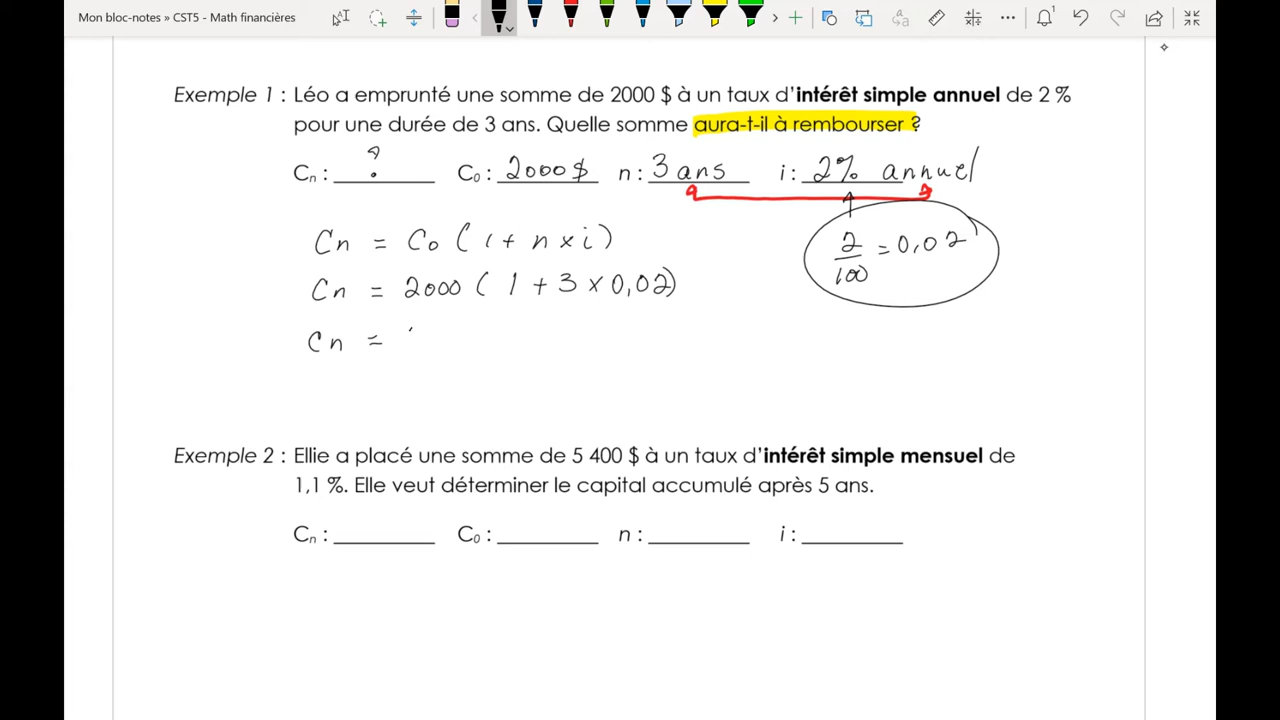 Mon bloc-notes » CST5 - Math financières
Exemple 1 : Léo a emprunté une somme de 2000 $ à un taux d'intérêt simple annuel de 2 %
pour une durée de 3 ans. Quelle somme aura-t-il à rembourser ?
Cn : ? C0 : 2000 $ n : 3 ans i : 2% annuel
Cn = C0 ( 1 + n × i )
2/100 = 0,02
Cn = 2000 ( 1 + 3 × 0,02 )
Cn =
Exemple 2 : Ellie a placé une somme de 5 400 $ à un taux d'intérêt simple mensuel de
1,1 %. Elle veut déterminer le capital accumulé après 5 ans.
Cn : ________ C0 : ________ n : ________ i : ________